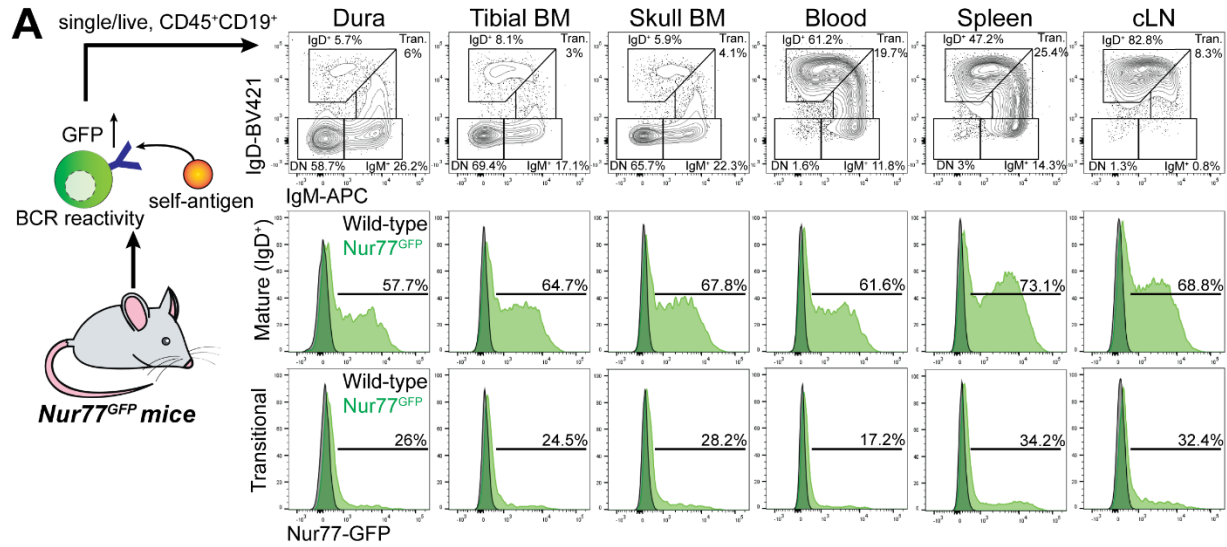 A
single/live, CD45⁺CD19⁺
GFP
BCR reactivity
self-antigen
Nur77ᴳᶠᴾ mice
Dura
Tibial BM
Skull BM
Blood
Spleen
cLN
IgD-BV421
IgD⁺ 5.7%
Tran.
6%
DN 58.7%
IgM⁺ 26.2%
IgD⁺ 8.1%
Tran.
3%
DN 69.4%
IgM⁺ 17.1%
IgD⁺ 5.9%
Tran.
4.1%
DN 65.7%
IgM⁺ 22.3%
IgD⁺ 61.2%
Tran.
19.7%
DN 1.6%
IgM⁺ 11.8%
IgD⁺ 47.2%
Tran.
25.4%
DN 3%
IgM⁺ 14.3%
IgD⁺ 82.8%
Tran.
8.3%
DN 1.3%
IgM⁺ 0.8%
IgM-APC
Mature (IgD⁺)
Wild-type
Nur77ᴳᶠᴾ
57.7%
64.7%
67.8%
61.6%
73.1%
68.8%
Transitional
Wild-type
Nur77ᴳᶠᴾ
26%
24.5%
28.2%
17.2%
34.2%
32.4%
Nur77-GFP